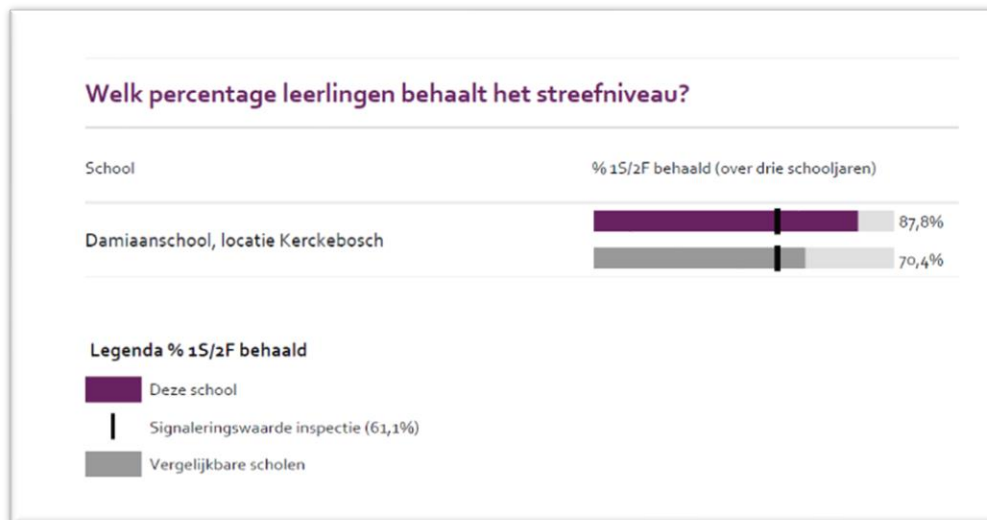 Welk percentage leerlingen behaalt het streefniveau?
School
% 1S/2F behaald (over drie schooljaren)
Damiaanschool, locatie Kerckebosch
87,8%
70,4%
Legenda % 1S/2F behaald
Deze school
Signaleringswaarde inspectie (61,1%)
Vergelijkbare scholen